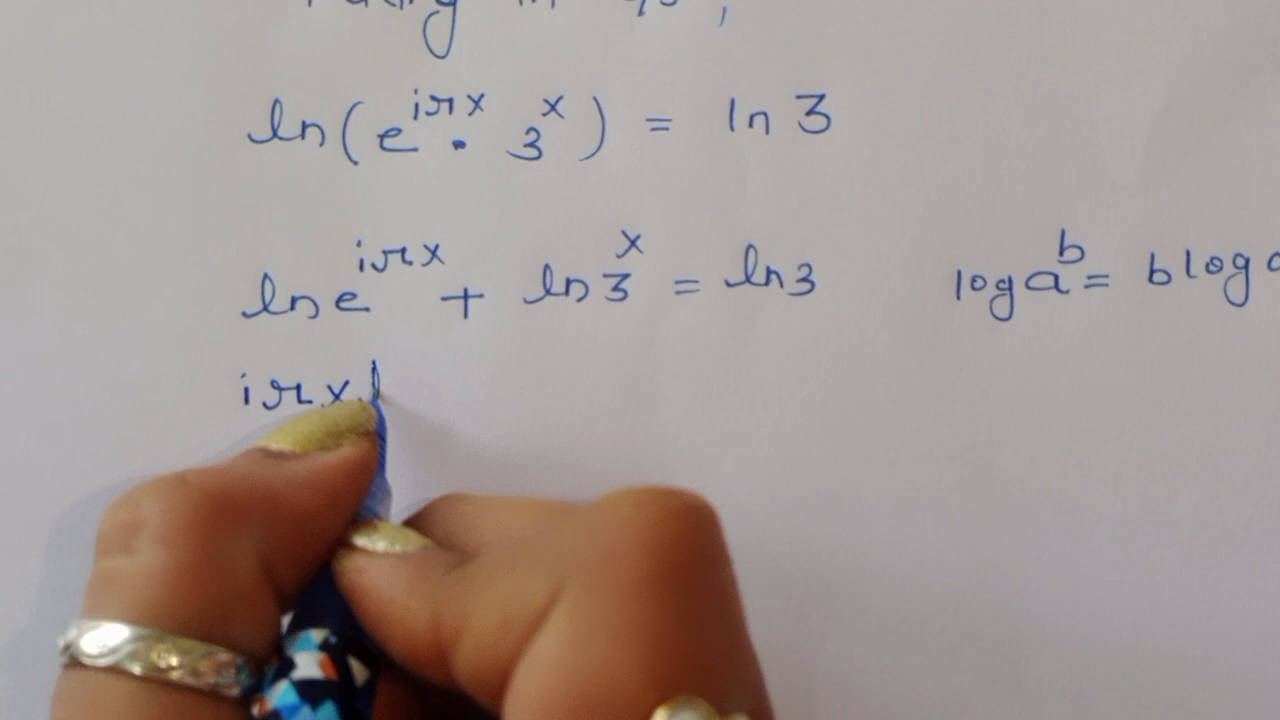 ln(e^{iπx} · 3^x) = ln 3
ln e^{iπx} + ln 3^x = ln 3
log a^b = b log
iπx.